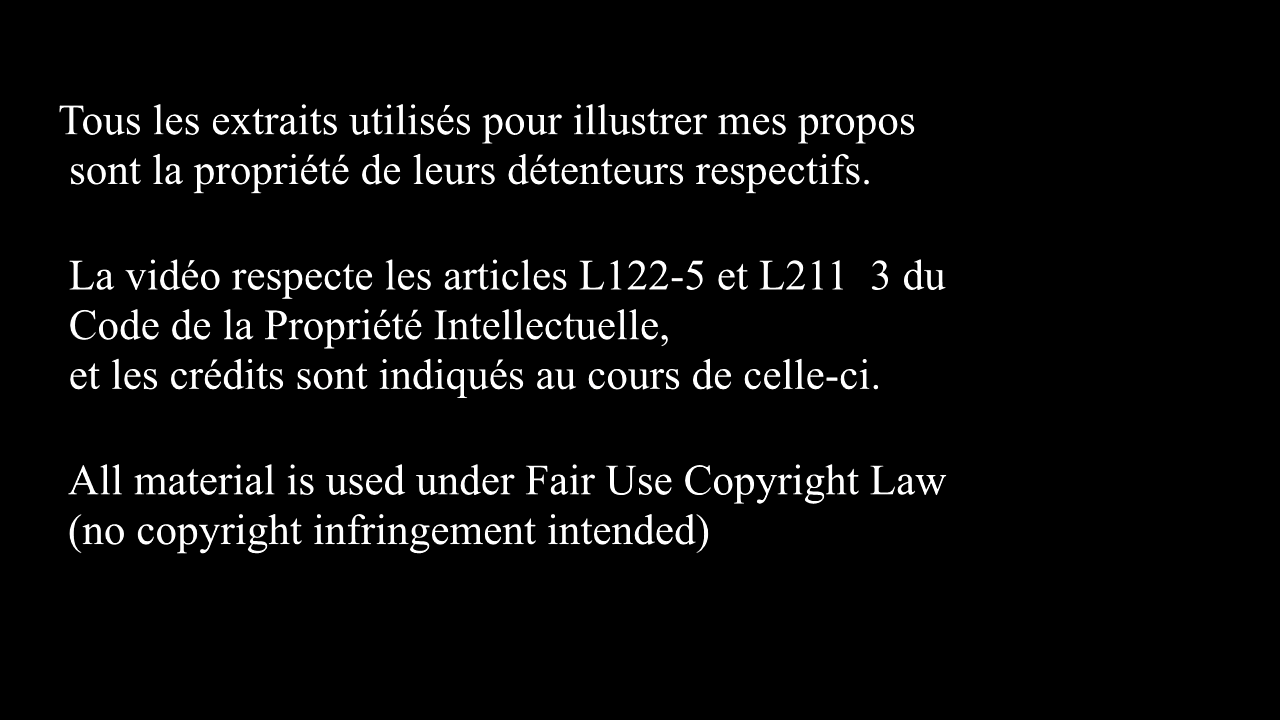 Tous les extraits utilisés pour illustrer mes propos
sont la propriété de leurs détenteurs respectifs.
La vidéo respecte les articles L122-5 et L211  3 du
Code de la Propriété Intellectuelle,
et les crédits sont indiqués au cours de celle-ci.
All material is used under Fair Use Copyright Law
(no copyright infringement intended)